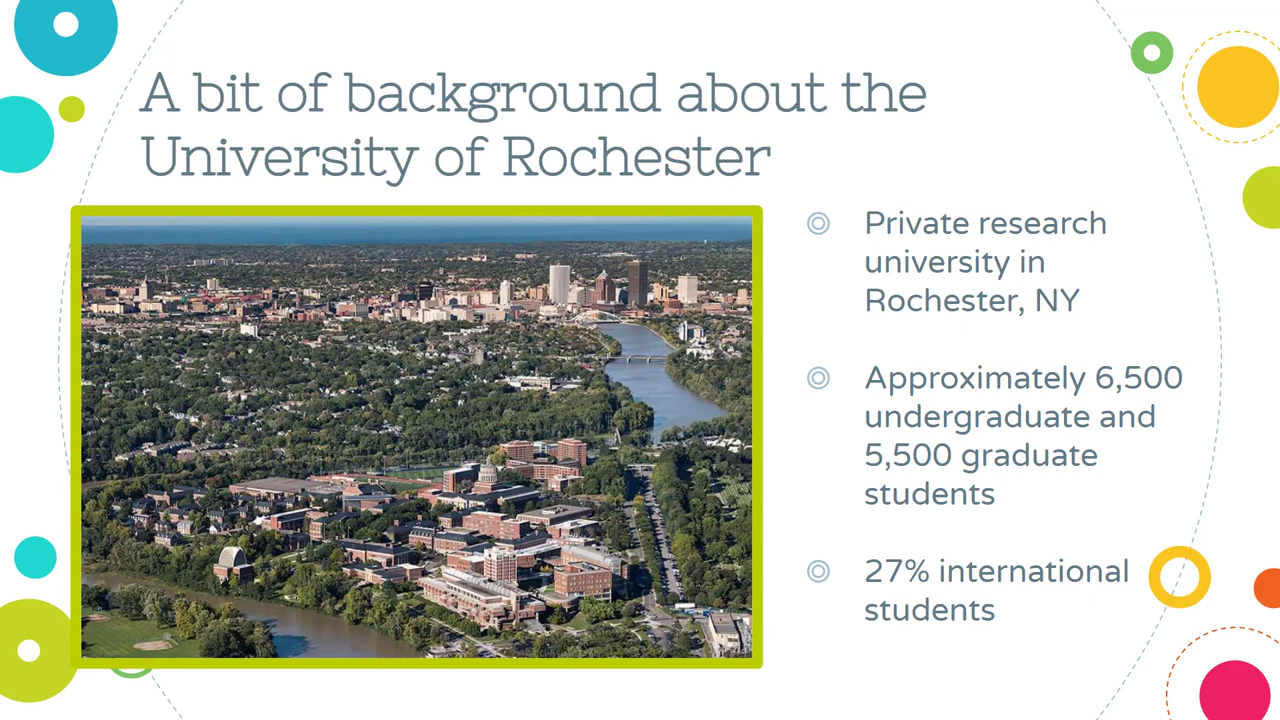 A bit of background about the
University of Rochester
Private research
university in
Rochester, NY
Approximately 6,500
undergraduate and
5,500 graduate
students
27% international
students